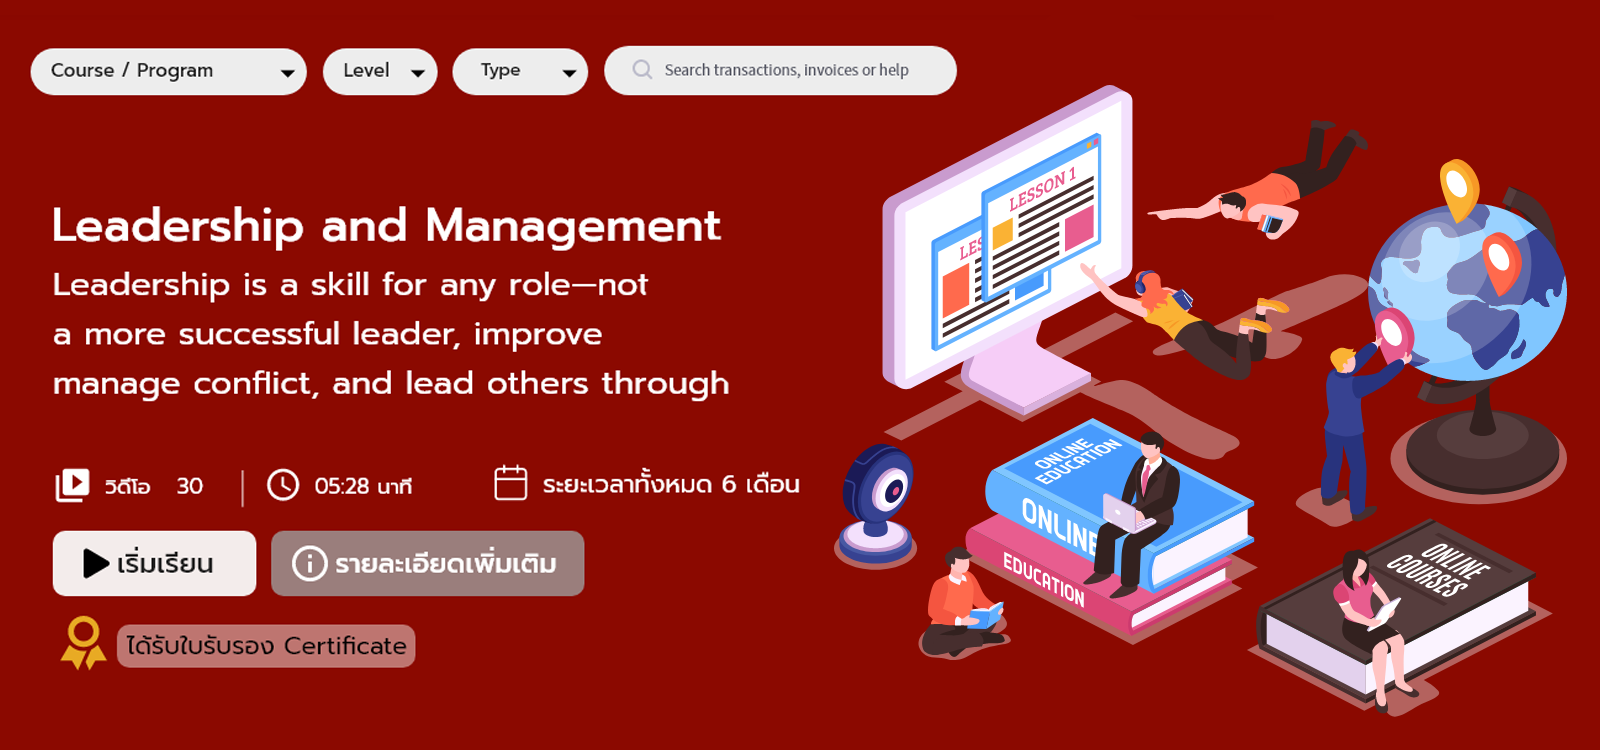 Course / Program
Level
Type
Search transactions, invoices or help
Leadership and Management
Leadership is a skill for any role—not
a more successful leader, improve
manage conflict, and lead others through
วิดีโอ 30
05:28 นาที
ระยะเวลาทั้งหมด 6 เดือน
เริ่มเรียน
รายละเอียดเพิ่มเติม
ได้รับใบรับรอง Certificate
LESSON 1
LES
ONLINE
EDUCATION
ONLINE
EDUCATION
ONLINE
COURSES